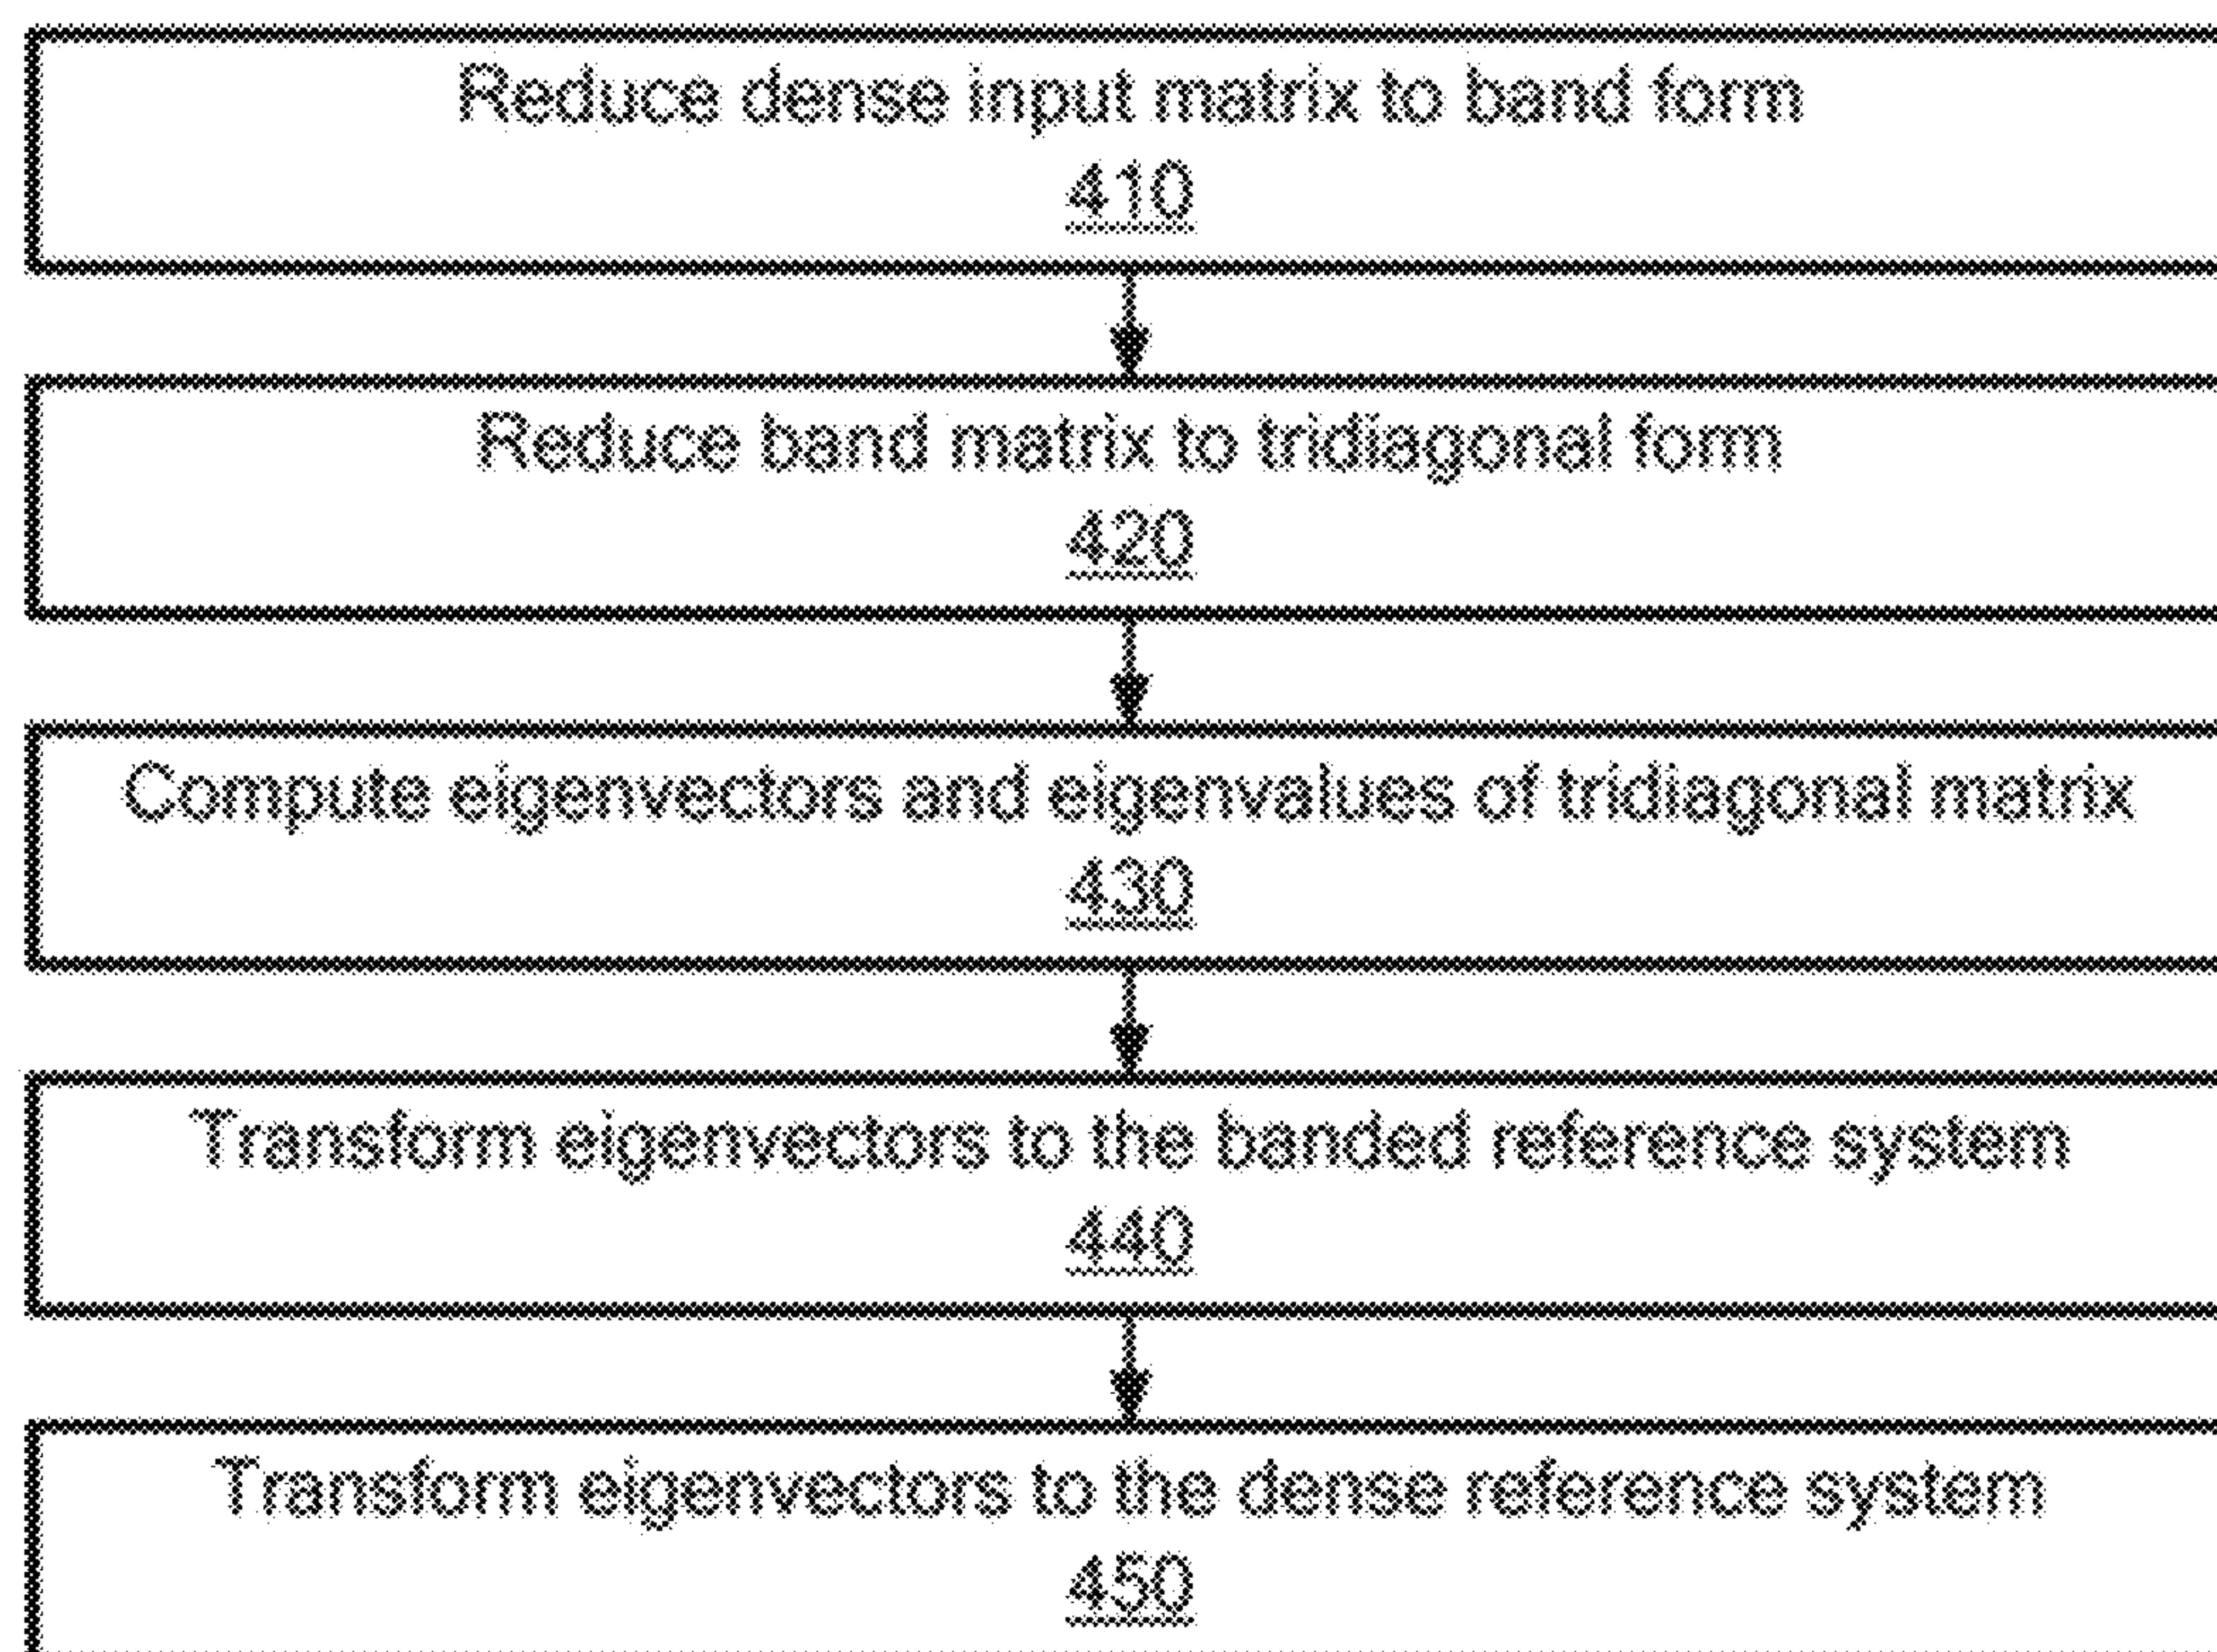 Reduce dense input matrix to band form
410
Reduce band matrix to tridiagonal form
420
Compute eigenvectors and eigenvalues of tridiagonal matrix
430
Transform eigenvectors to the banded reference system
440
Transform eigenvectors to the dense reference system
450